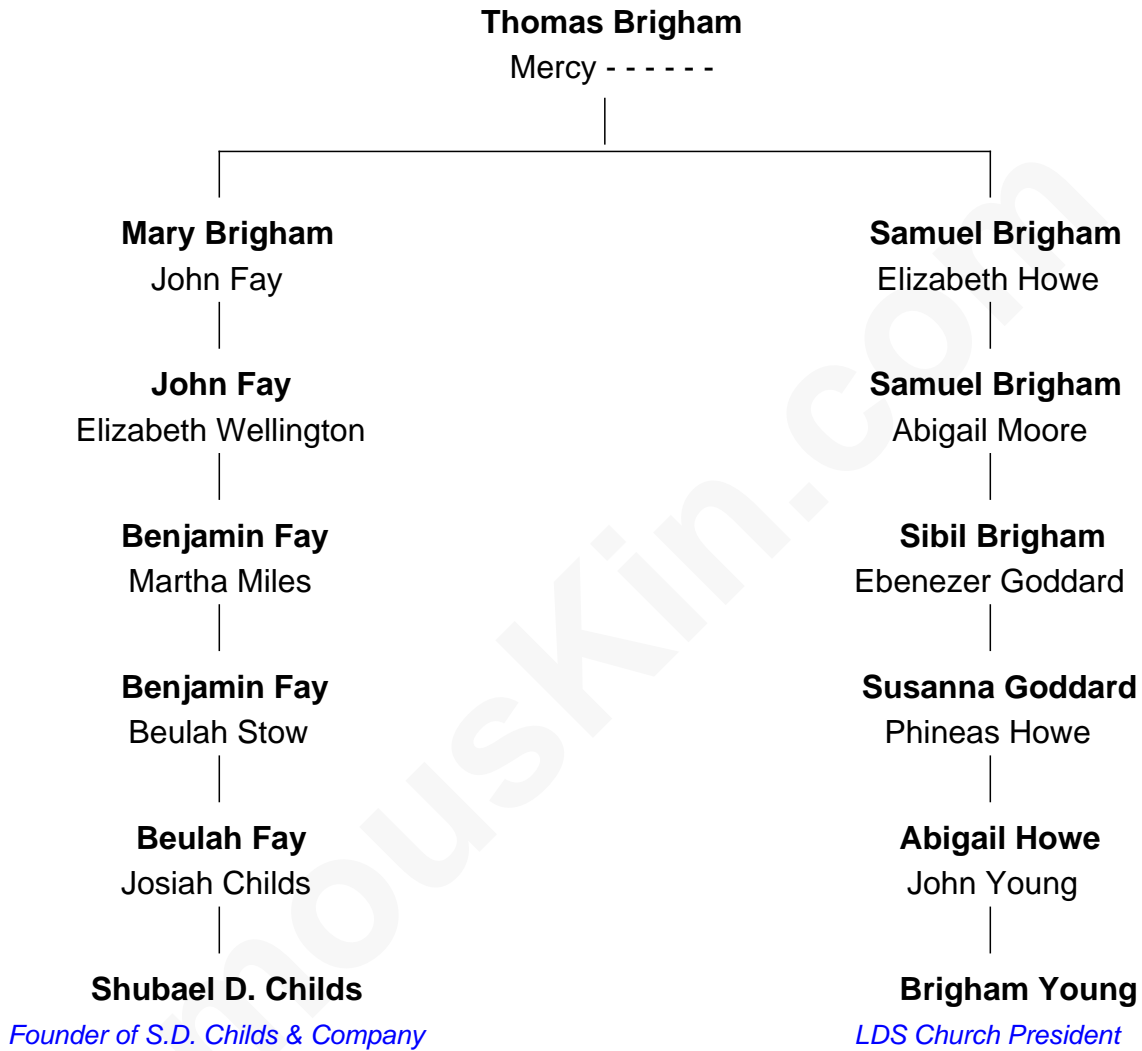 Thomas Brigham
Mercy - - - - - -
Mary Brigham
John Fay
Samuel Brigham
Elizabeth Howe
John Fay
Elizabeth Wellington
Samuel Brigham
Abigail Moore
Benjamin Fay
Martha Miles
Sibil Brigham
Ebenezer Goddard
Benjamin Fay
Beulah Stow
Susanna Goddard
Phineas Howe
Beulah Fay
Josiah Childs
Abigail Howe
John Young
Shubael D. Childs
Founder of S.D. Childs & Company
Brigham Young
LDS Church President
mouskin.com